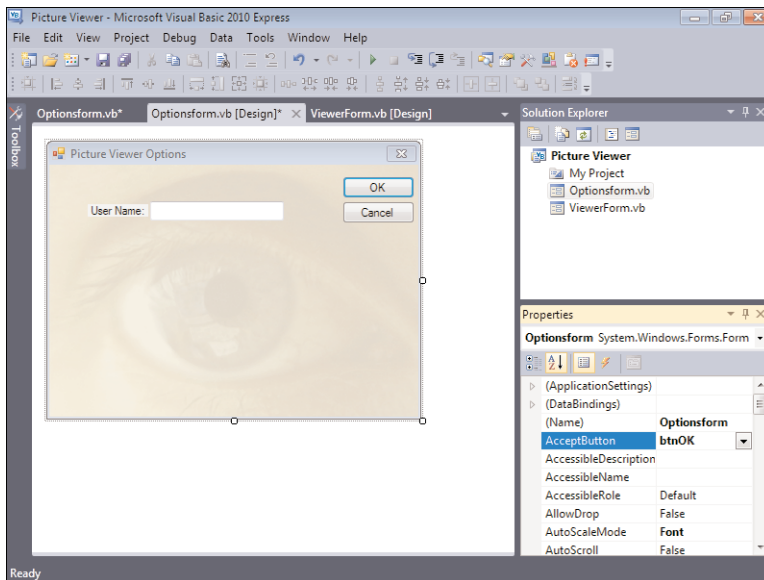 Picture Viewer - Microsoft Visual Basic 2010 Express
File Edit View Project Debug Data Tools Window Help
Toolbox
Optionsform.vb* Optionsform.vb [Design]* ViewerForm.vb [Design]
Picture Viewer Options
OK
User Name:
Cancel
Solution Explorer
Picture Viewer
My Project
Optionsform.vb
ViewerForm.vb
Properties
Optionsform System.Windows.Forms.Form
(ApplicationSettings)
(DataBindings)
(Name) Optionsform
AcceptButton btnOK
AccessibleDescription
AccessibleName
AccessibleRole Default
AllowDrop False
AutoScaleMode Font
AutoScroll False
Ready